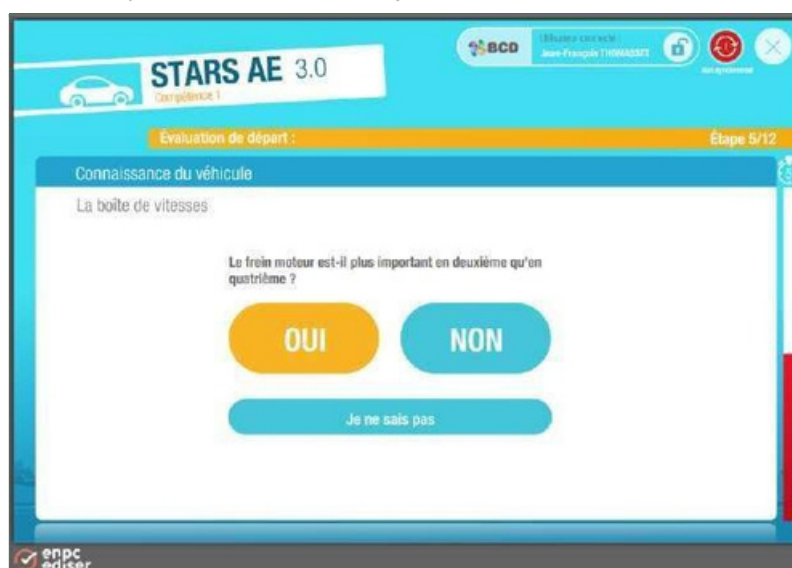 BCD
STARS AE 3.0
Compétence 1
Évaluation de départ :
Étape 5/12
Connaissance du véhicule
La boîte de vitesses
Le frein moteur est-il plus important en deuxième qu'en
quatrième ?
OUI
NON
Je ne sais pas
enpc
ediser